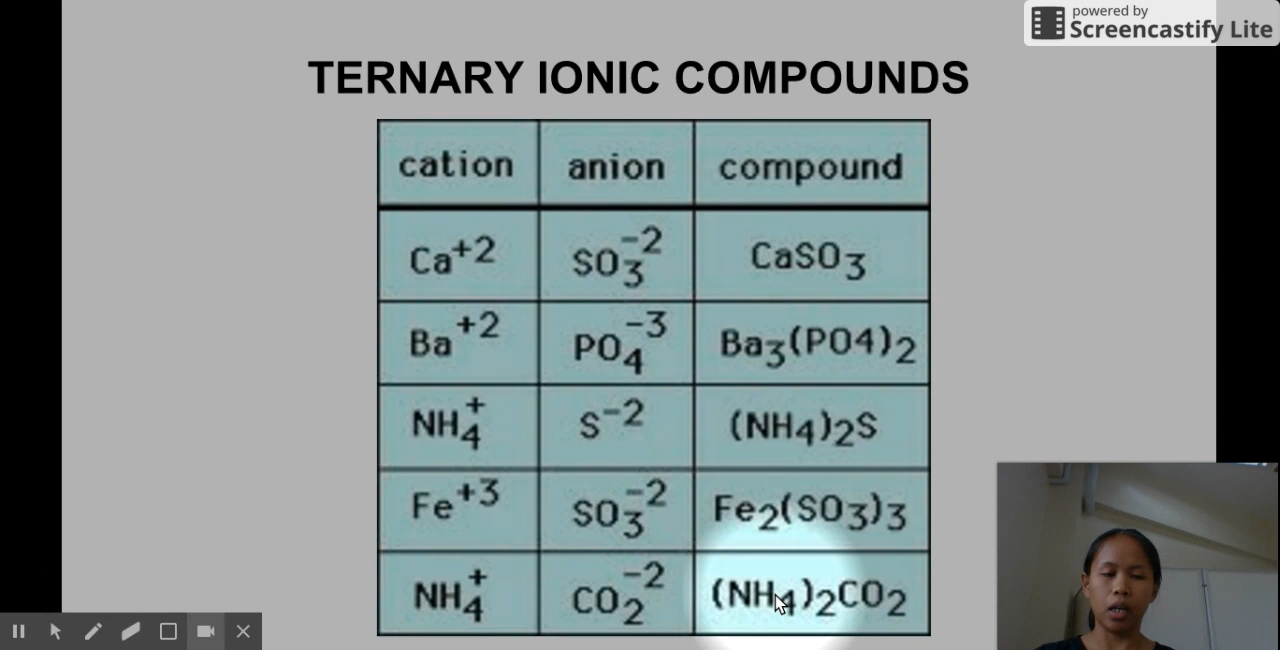 powered by
Screencastify Lite
TERNARY IONIC COMPOUNDS
cation anion compound
Ca⁺² SO₃⁻² CaSO₃
Ba⁺² PO₄⁻³ Ba₃(PO4)₂
NH₄⁺ S⁻² (NH4)₂S
Fe⁺³ SO₃⁻² Fe₂(SO₃)₃
NH₄⁺ CO₂⁻² (NH₄)₂CO₂